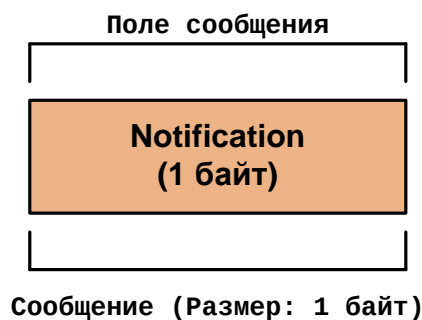 Поле сообщения
Notification
(1 байт)
Сообщение (Размер: 1 байт)